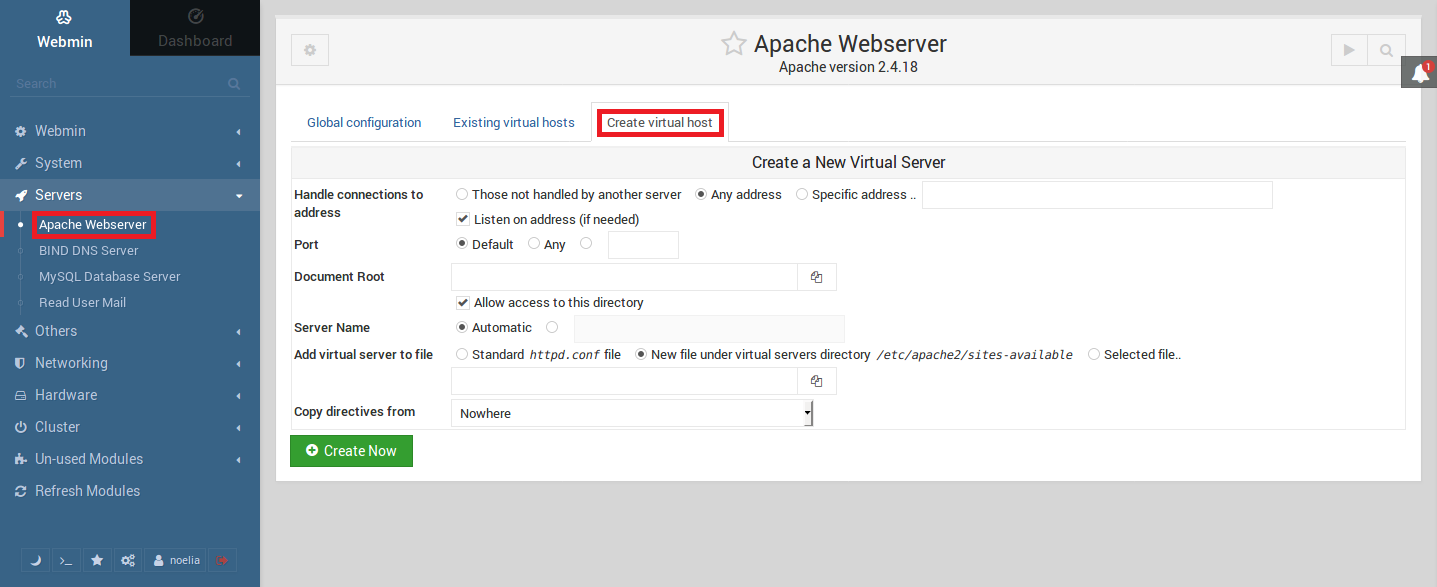 Webmin
Dashboard
Search
Webmin
System
Servers
Apache Webserver
BIND DNS Server
MySQL Database Server
Read User Mail
Others
Networking
Hardware
Cluster
Un-used Modules
Refresh Modules
noelia
Apache Webserver
Apache version 2.4.18
1
Global configuration Existing virtual hosts Create virtual host
Create a New Virtual Server
Handle connections to address Those not handled by another server Any address Specific address ..
Listen on address (if needed)
Port Default Any
Document Root
Allow access to this directory
Server Name Automatic
Add virtual server to file Standard httpd.conf file New file under virtual servers directory /etc/apache2/sites-available Selected file..
Copy directives from Nowhere
Create Now